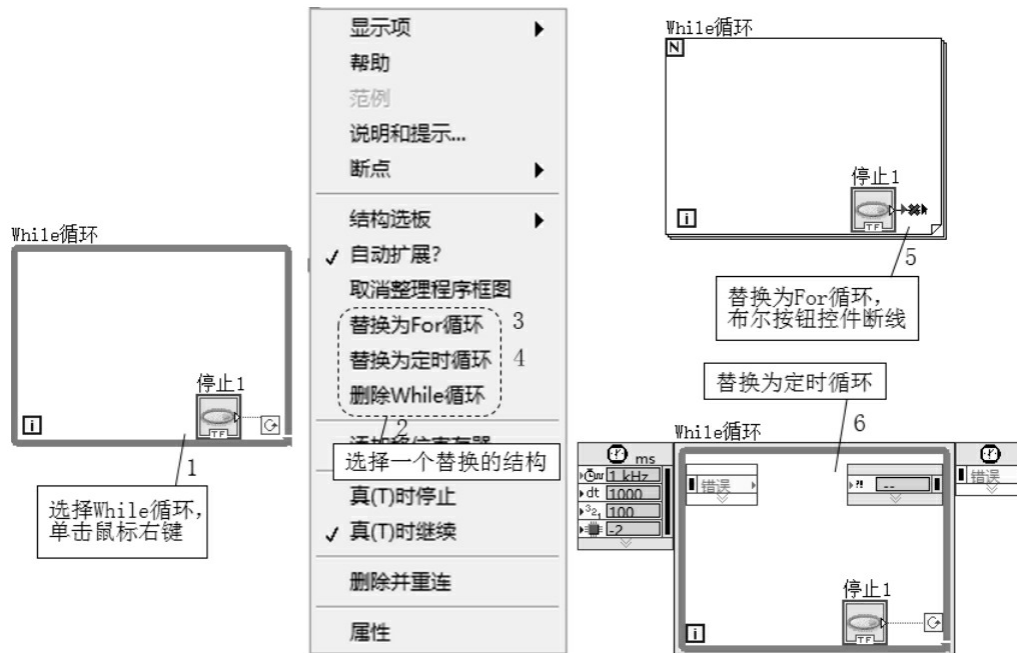 While循环
i
停止1
TF
1
选择While循环，
单击鼠标右键
显示项
帮助
范例
说明和提示...
断点
结构选板
✓ 自动扩展?
取消整理程序框图
替换为For循环 3
替换为定时循环 4
删除While循环
2
选择一个替换的结构
真(T)时停止
✓ 真(T)时继续
删除并重连
属性
While循环
N
停止1
TF
i
5
替换为For循环，
布尔按钮控件断线
替换为定时循环
6
While循环
ms
1 kHz
dt 1000
321 100
-2
错误
?! --
错误
停止1
TF
i